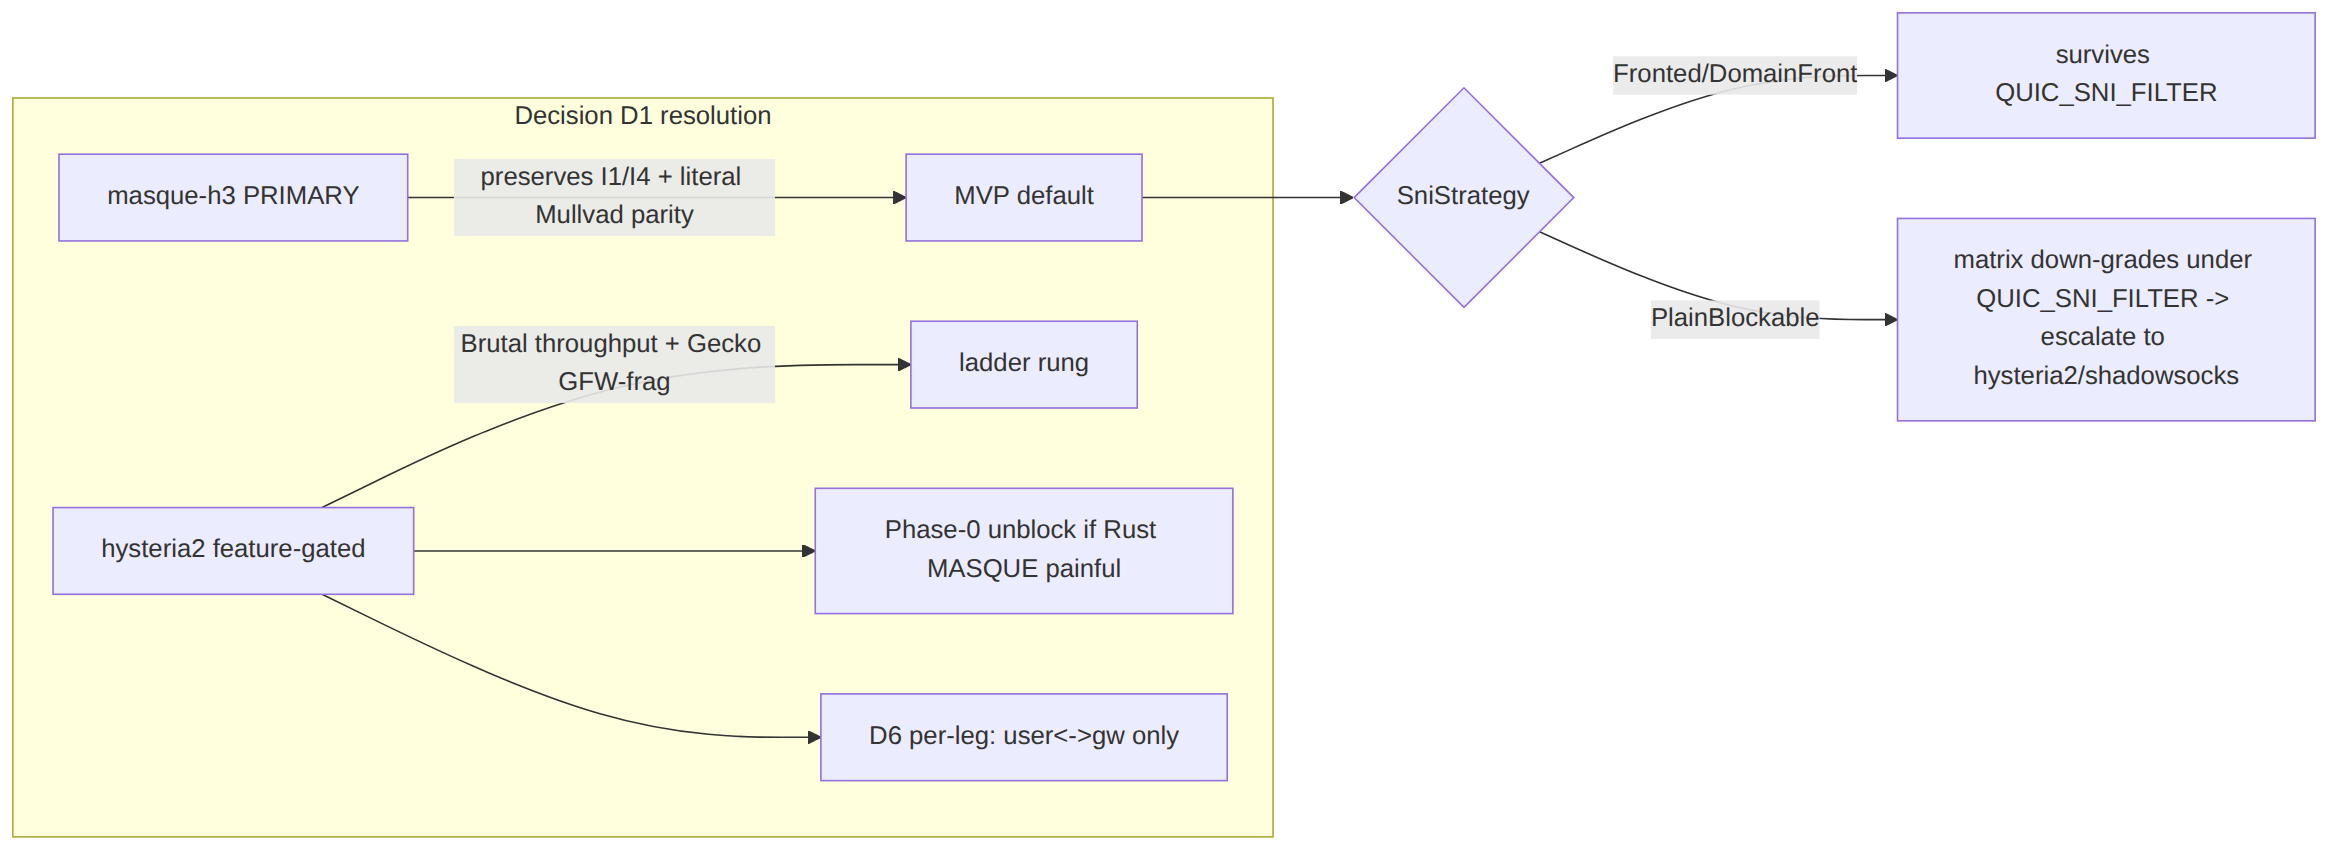 Decision D1 resolution
masque-h3 PRIMARY
preserves I1/I4 + literal
Mullvad parity
MVP default
SniStrategy
Fronted/DomainFront
survives
QUIC_SNI_FILTER
PlainBlockable
matrix down-grades under
QUIC_SNI_FILTER ->
escalate to
hysteria2/shadowsocks
hysteria2 feature-gated
Brutal throughput + Gecko
GFW-frag
ladder rung
Phase-0 unblock if Rust
MASQUE painful
D6 per-leg: user<->gw only